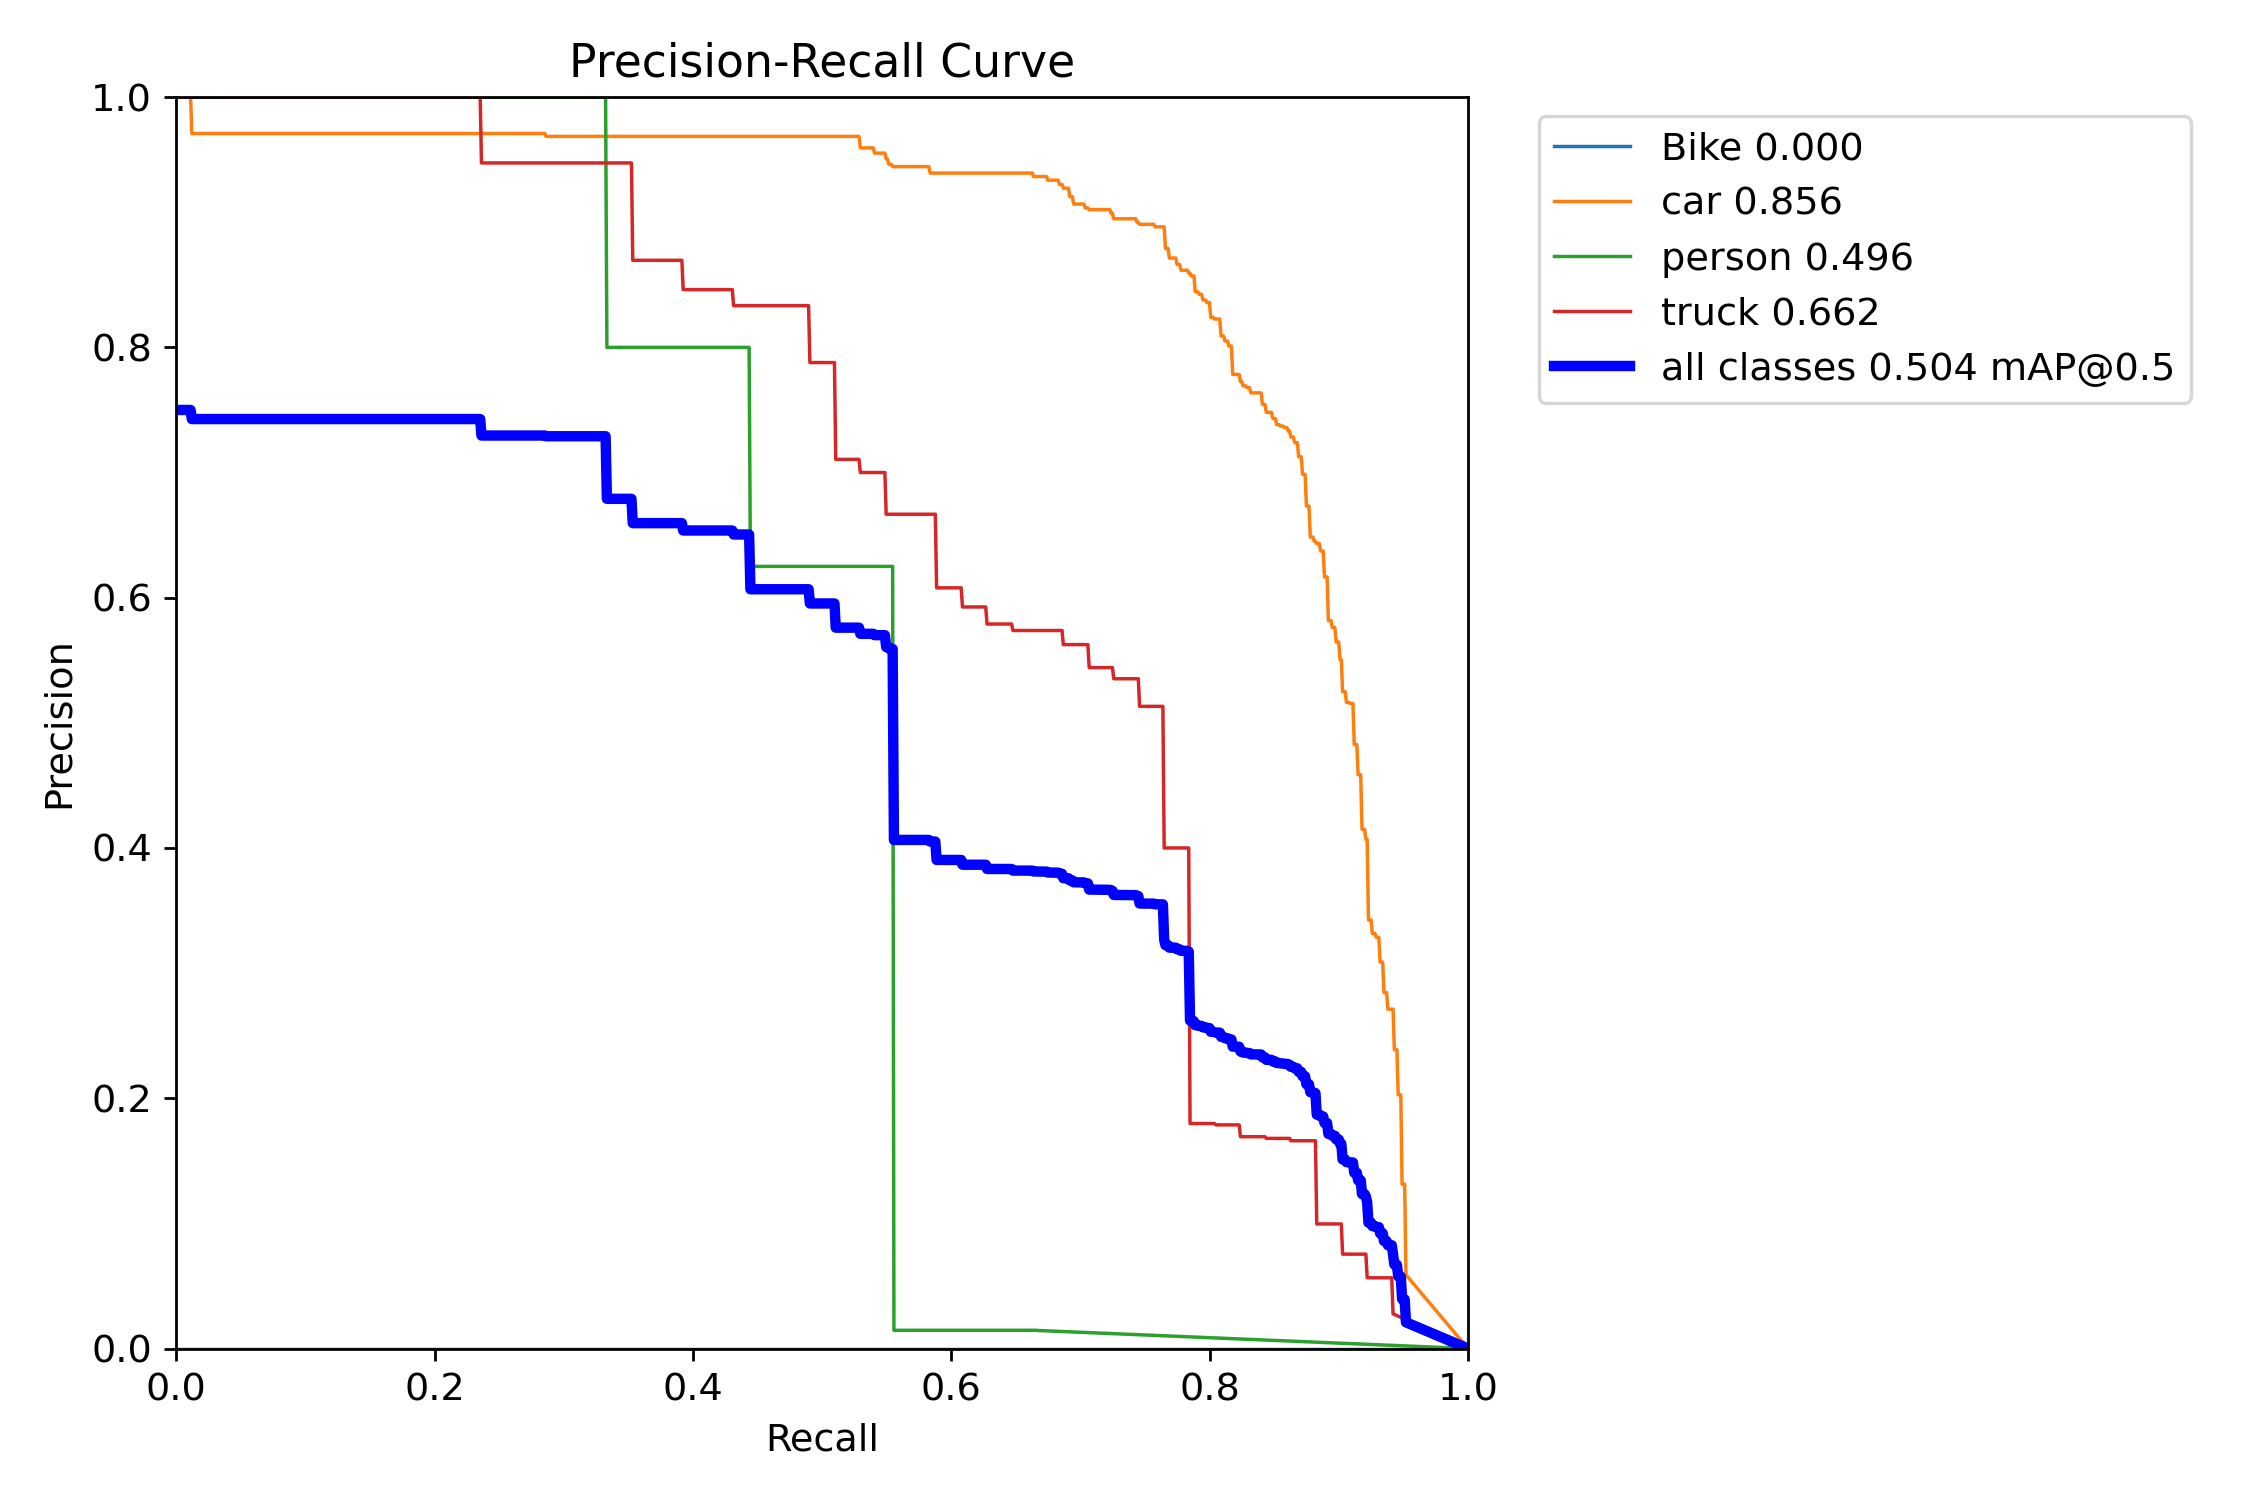 Precision-Recall Curve
1.0
0.8
0.6
0.4
0.2
0.0
Precision
0.0 0.2 0.4 0.6 0.8 1.0
Recall
Bike 0.000
car 0.856
person 0.496
truck 0.662
all classes 0.504 mAP@0.5